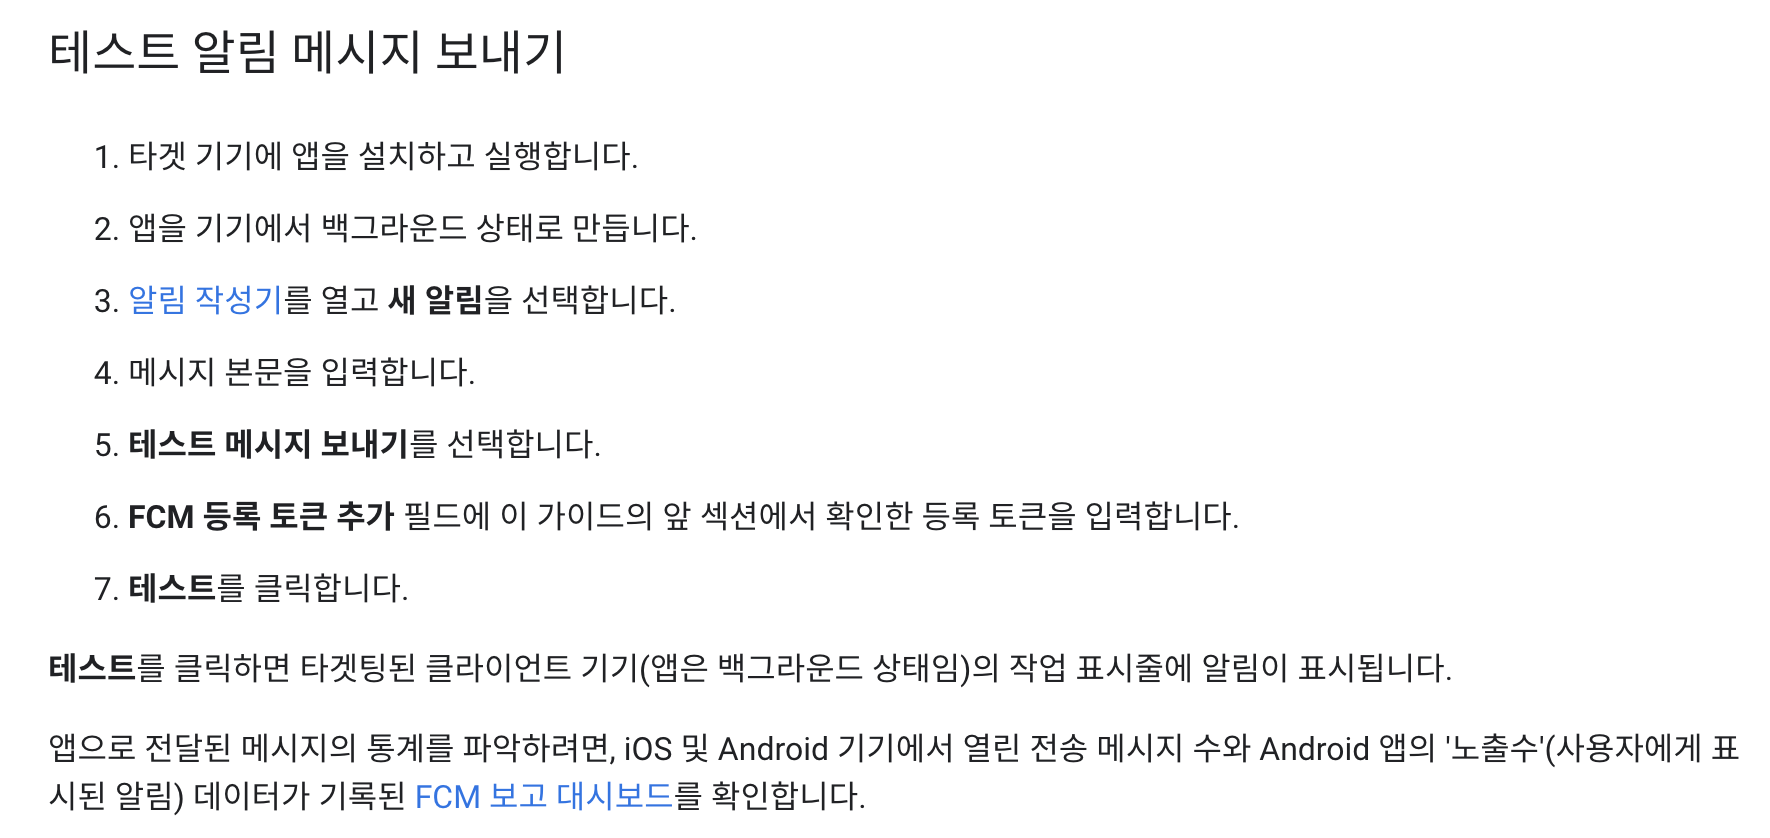 테스트 알림 메시지 보내기
1. 타겟 기기에 앱을 설치하고 실행합니다.
2. 앱을 기기에서 백그라운드 상태로 만듭니다.
3. 알림 작성기를 열고 새 알림을 선택합니다.
4. 메시지 본문을 입력합니다.
5. 테스트 메시지 보내기를 선택합니다.
6. FCM 등록 토큰 추가 필드에 이 가이드의 앞 섹션에서 확인한 등록 토큰을 입력합니다.
7. 테스트를 클릭합니다.
테스트를 클릭하면 타겟팅된 클라이언트 기기(앱은 백그라운드 상태임)의 작업 표시줄에 알림이 표시됩니다.
앱으로 전달된 메시지의 통계를 파악하려면, iOS 및 Android 기기에서 열린 전송 메시지 수와 Android 앱의 '노출수'(사용자에게 표
시된 알림) 데이터가 기록된 FCM 보고 대시보드를 확인합니다.